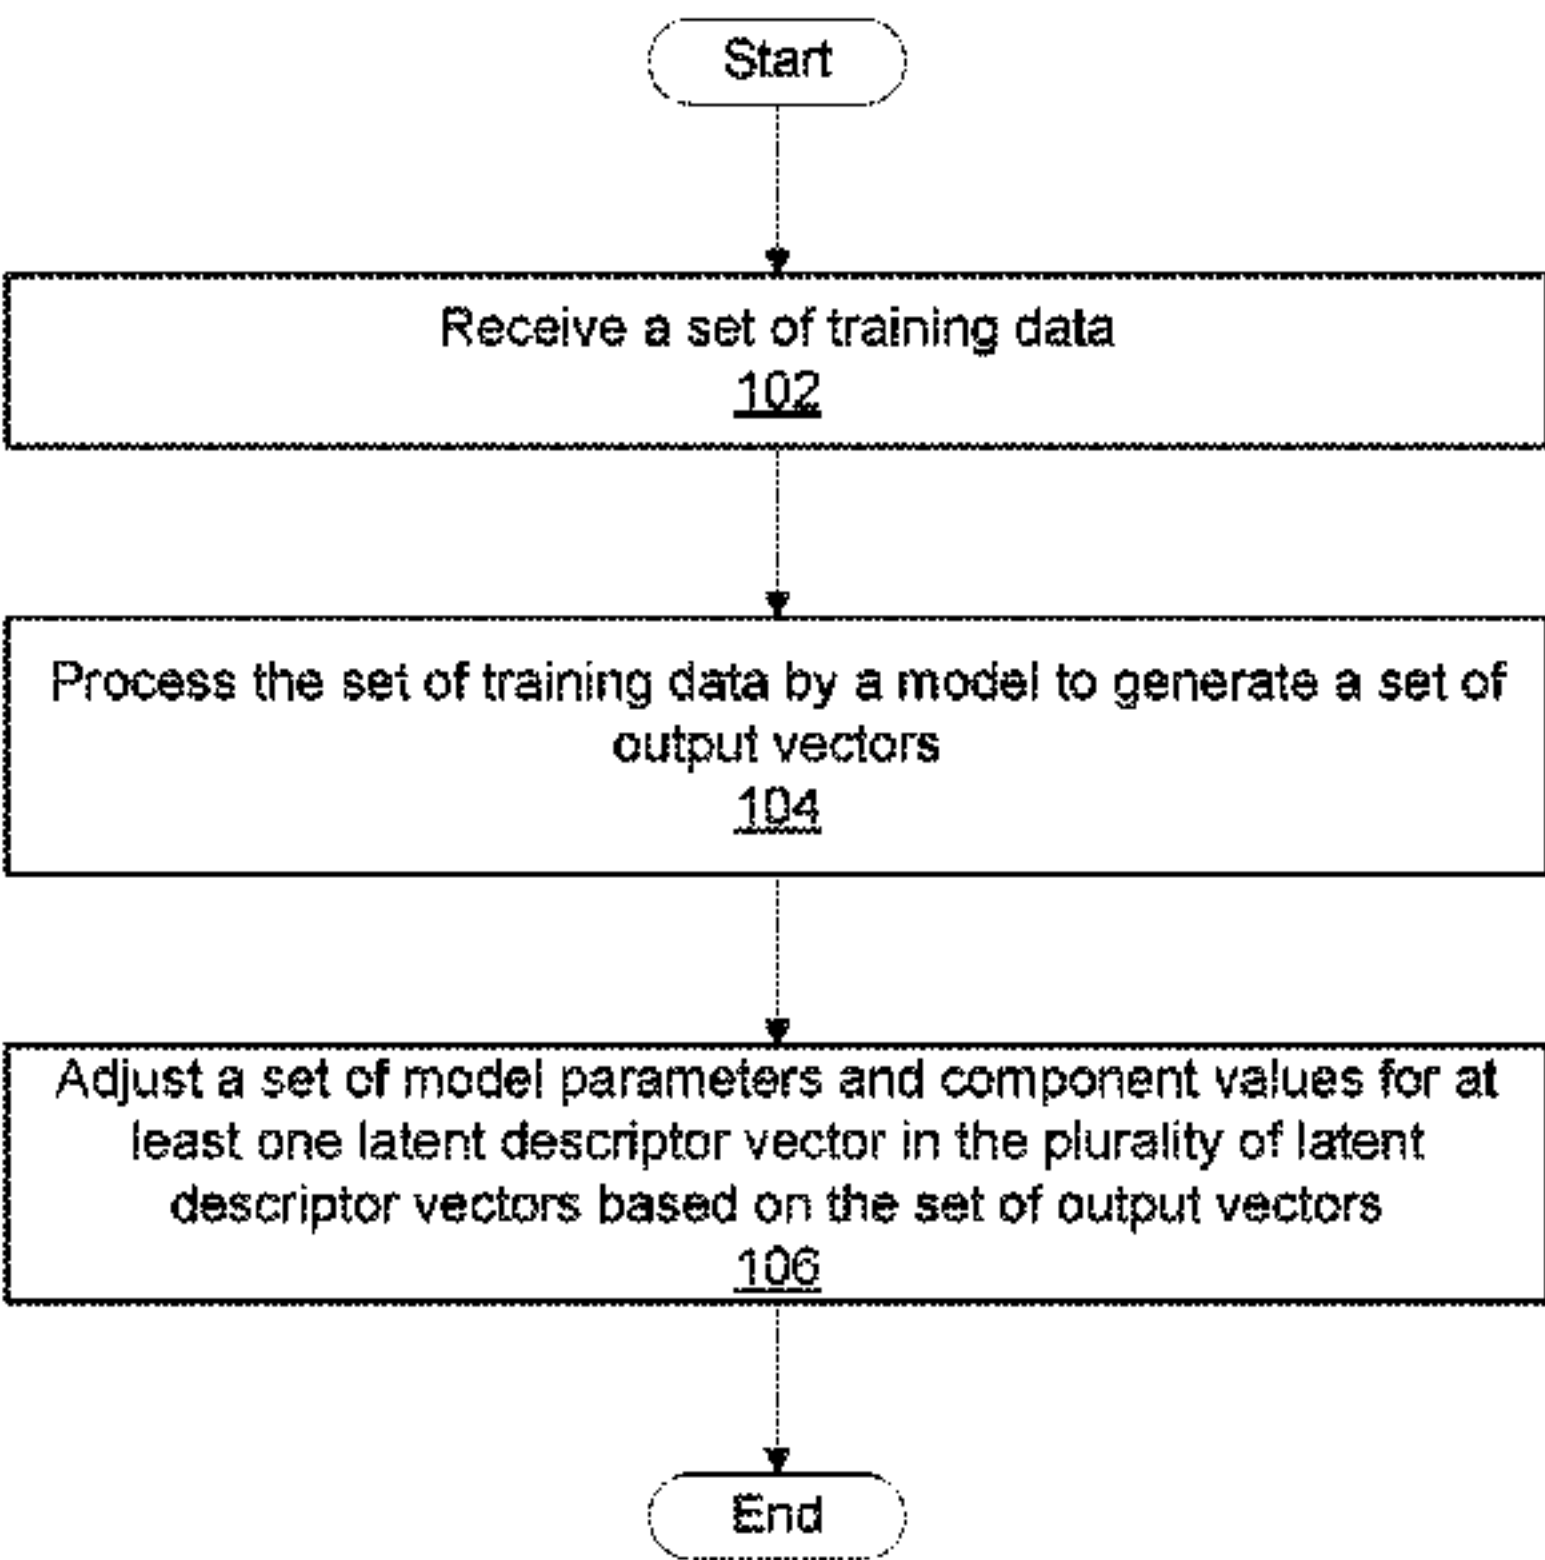 Start
Receive a set of training data
102
Process the set of training data by a model to generate a set of
output vectors
104
Adjust a set of model parameters and component values for at
least one latent descriptor vector in the plurality of latent
descriptor vectors based on the set of output vectors
106
End